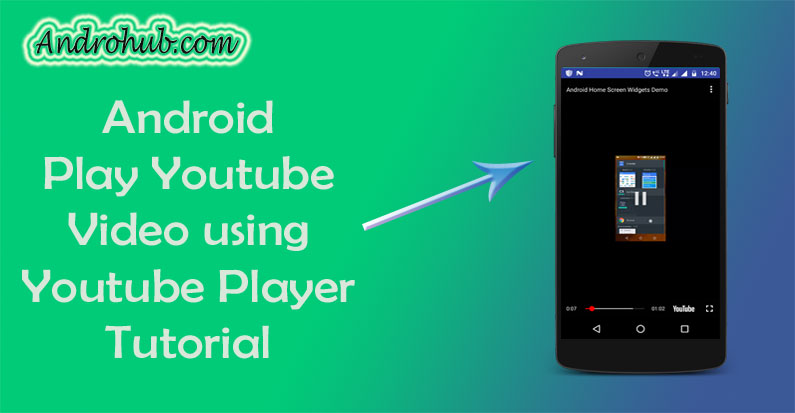 Androhub.com
Android
Play Youtube
Video using
Youtube Player
Tutorial
12:40
Android Home Screen Widgets Demo
0:07
01:02
YouTube